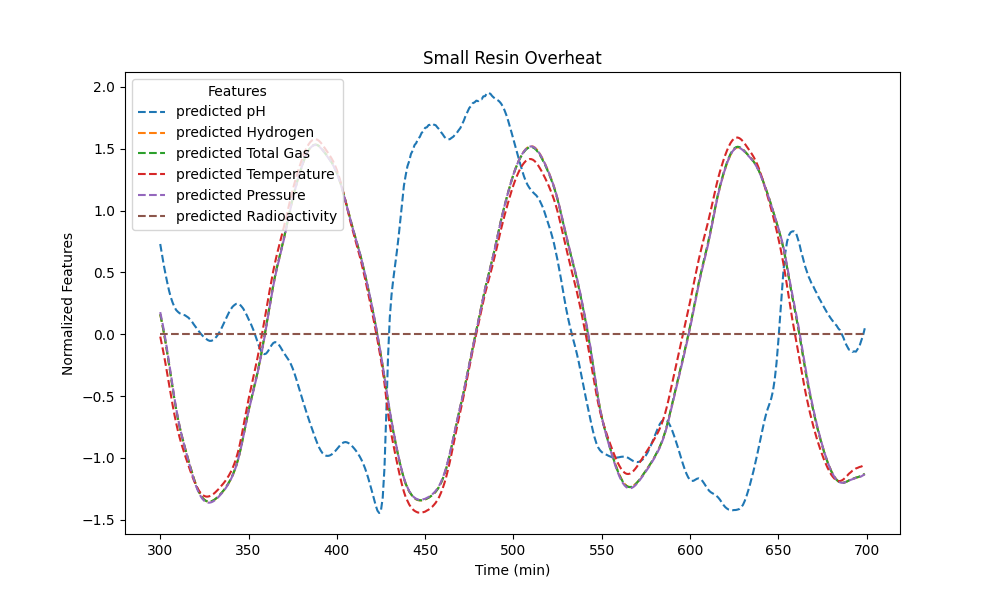 Small Resin Overheat
Features
predicted pH
predicted Hydrogen
predicted Total Gas
predicted Temperature
predicted Pressure
predicted Radioactivity
Normalized Features
2.0
1.5
1.0
0.5
0.0
−0.5
−1.0
−1.5
300 350 400 450 500 550 600 650 700
Time (min)